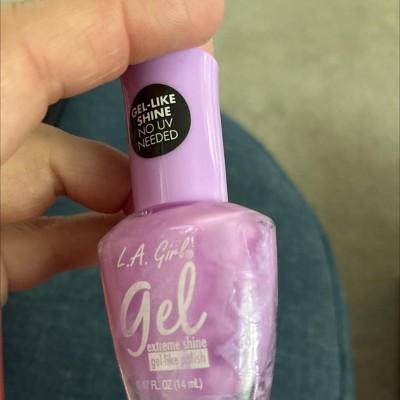 GEL-LIKE
SHINE
NO UV
NEEDED
L.A. Girl
gel
extreme shine
gel-like polish
0.47 FL. OZ (14 mL)